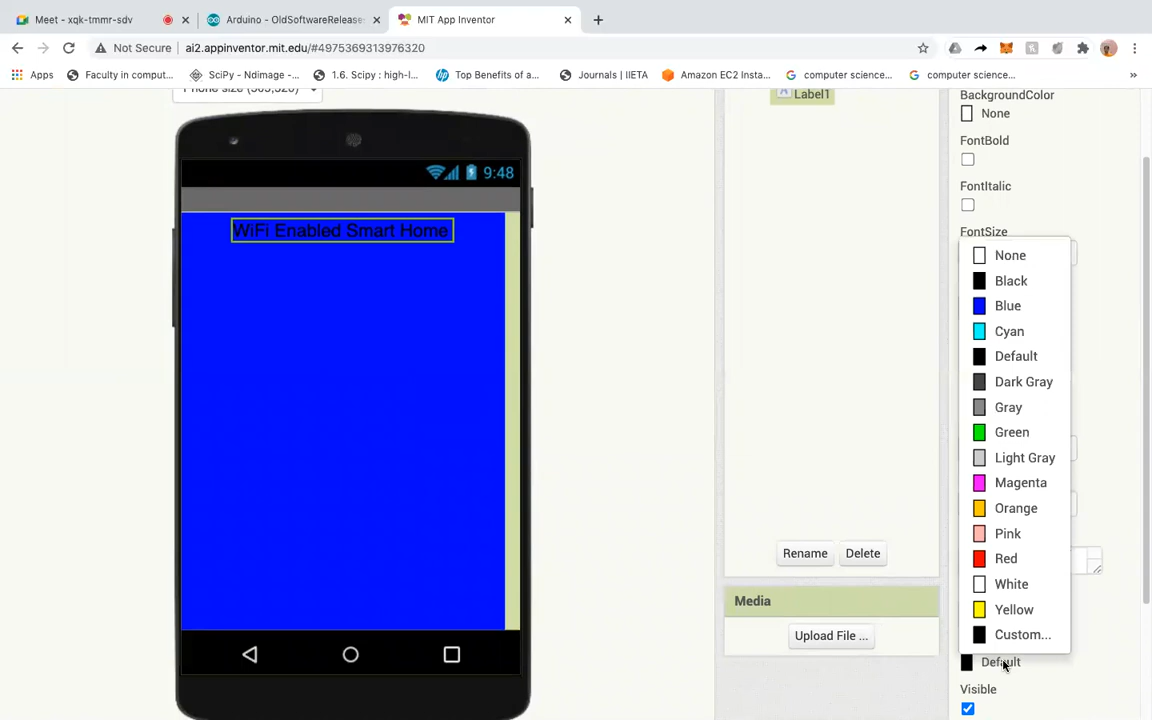 Meet - xqk-tmmr-sdv
Arduino - OldSoftwareRelease
MIT App Inventor
Not Secure
ai2.appinventor.mit.edu/#4975369313976320
Apps
Faculty in comput...
SciPy - Ndimage -...
1.6. Scipy : high-l...
Top Benefits of a...
Journals | IIETA
Amazon EC2 Insta...
computer science...
computer science...
Label1
BackgroundColor
None
FontBold
FontItalic
FontSize
9:48
WiFi Enabled Smart Home
None
Black
Blue
Cyan
Default
Dark Gray
Gray
Green
Light Gray
Magenta
Orange
Pink
Red
White
Yellow
Custom...
Rename
Delete
Media
Upload File ...
Default
Visible